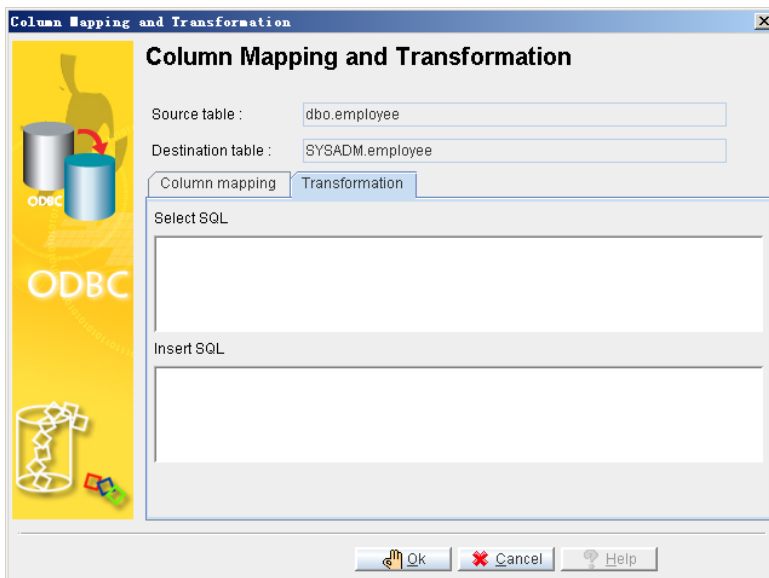 Column Mapping and Transformation
Column Mapping and Transformation
Source table : dbo.employee
Destination table : SYSADM.employee
Column mapping Transformation
ODBC
Select SQL
ODBC
Insert SQL
Ok Cancel Help